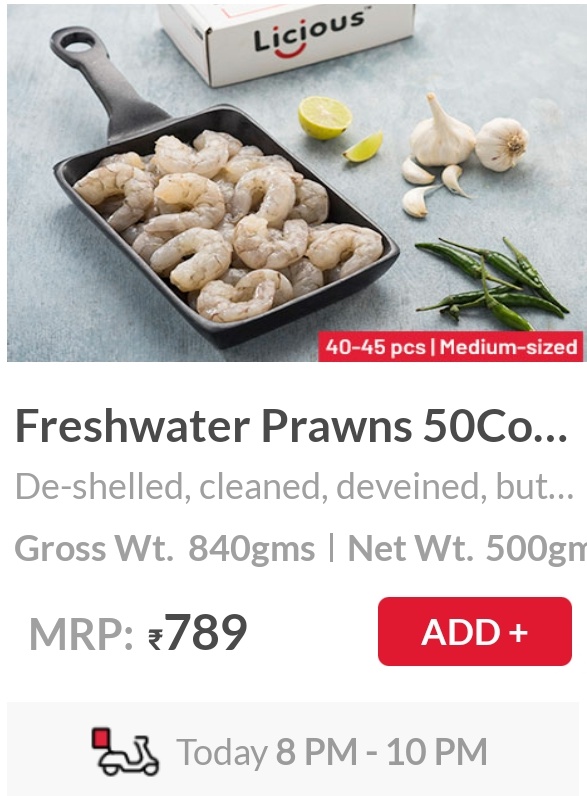 Licious
40-45 pcs | Medium-sized
Freshwater Prawns 50Co...
De-shelled, cleaned, deveined, but...
Gross Wt. 840gms | Net Wt. 500gm
MRP: ₹789
ADD +
Today 8 PM - 10 PM